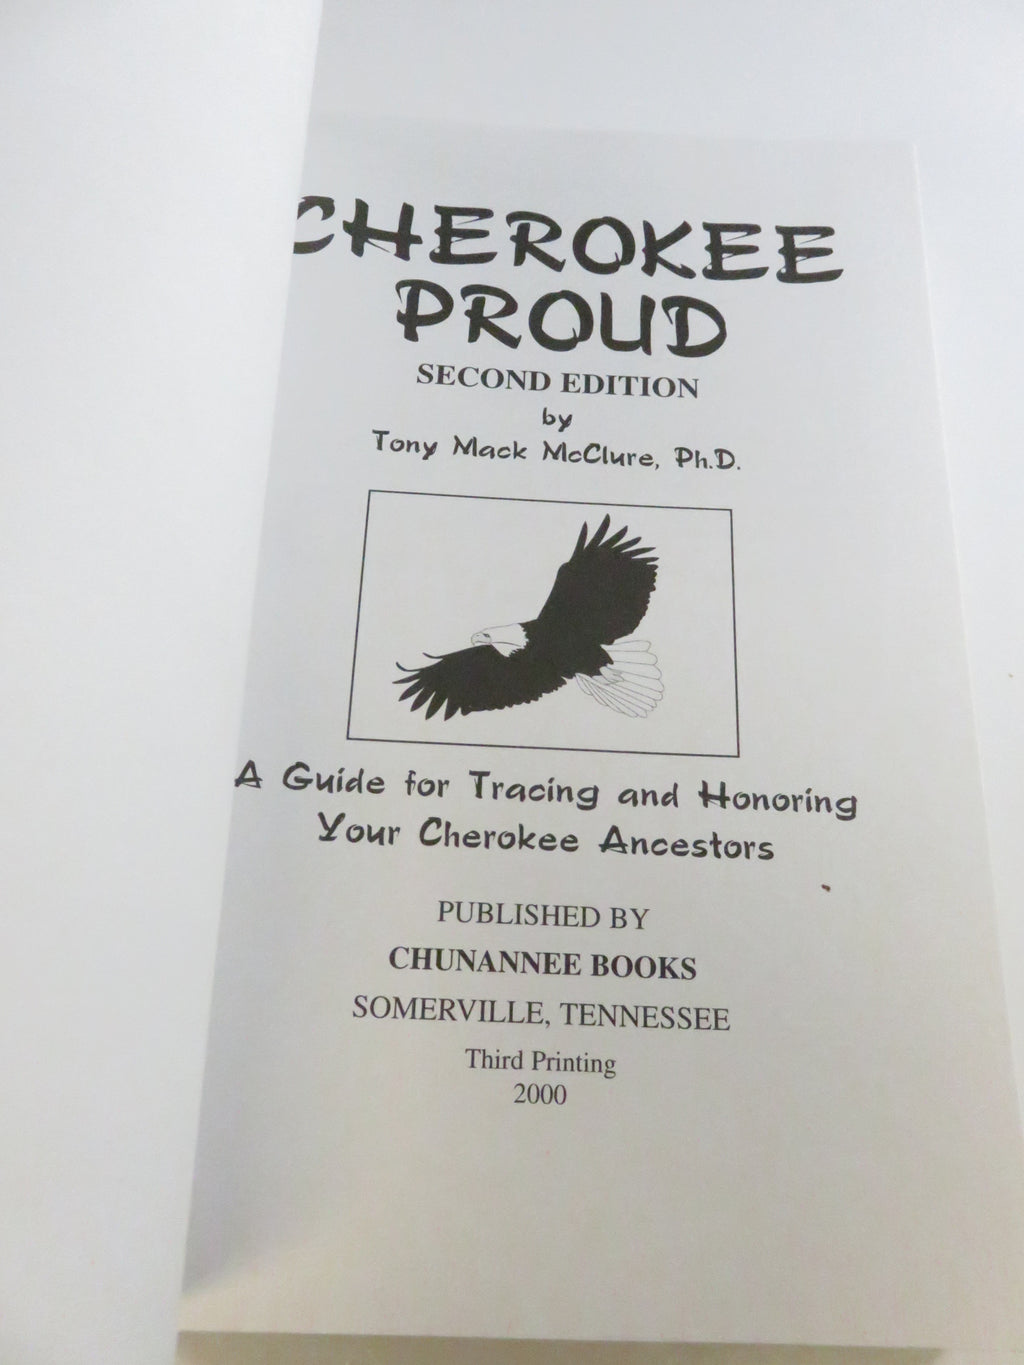 CHEROKEE
PROUD
SECOND EDITION
by
Tony Mack McClure, Ph.D.
A Guide for Tracing and Honoring
Your Cherokee Ancestors
PUBLISHED BY
CHUNANNEE BOOKS
SOMERVILLE, TENNESSEE
Third Printing
2000